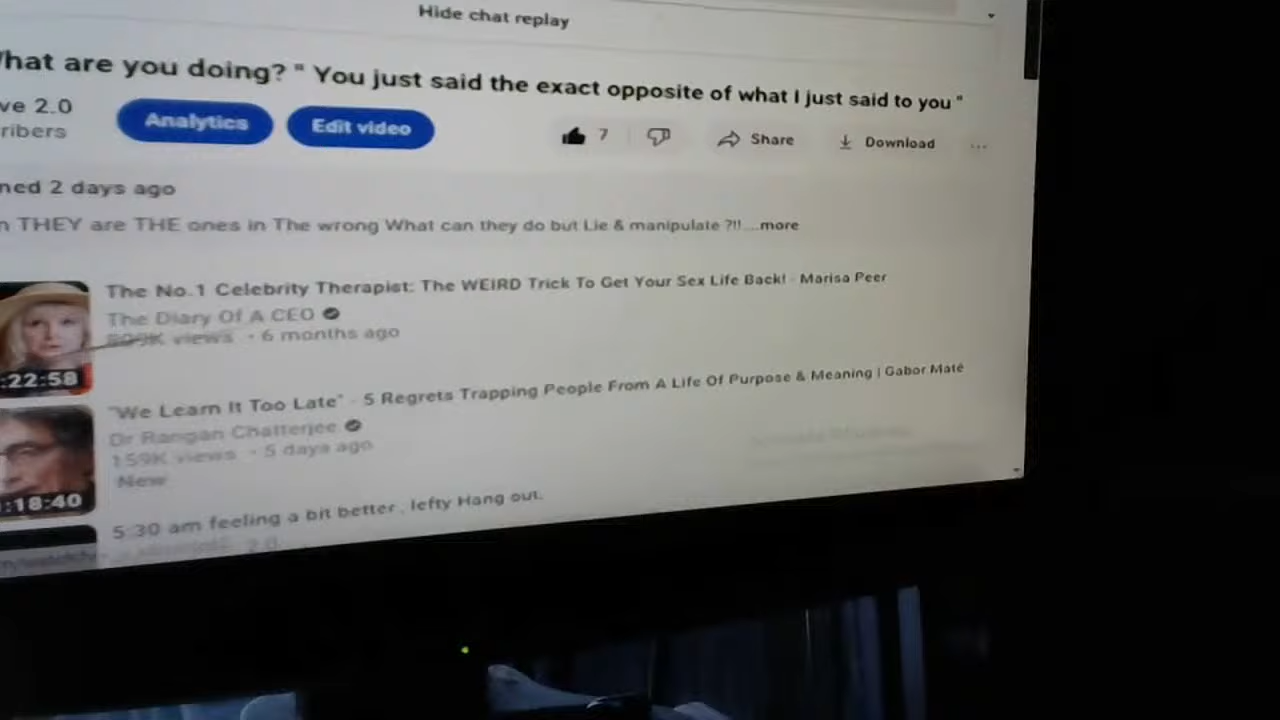 Hide chat replay
What are you doing? " You just said the exact opposite of what I just said to you "
ve 2.0
ribers
Analytics
Edit video
7
Share
Download
...
ned 2 days ago
n THEY are THE ones in The wrong What can they do but Lie & manipulate ?!! ...more
The No.1 Celebrity Therapist: The WEIRD Trick To Get Your Sex Life Back! - Marisa Peer
The Diary Of A CEO
views • 6 months ago
:22:58
"We Learn It Too Late" - 5 Regrets Trapping People From A Life Of Purpose & Meaning | Gabor Maté
Dr Rangan Chatterjee
159K views • 5 days ago
New
:18:40
5:30 am feeling a bit better , lefty Hang out.
2.0